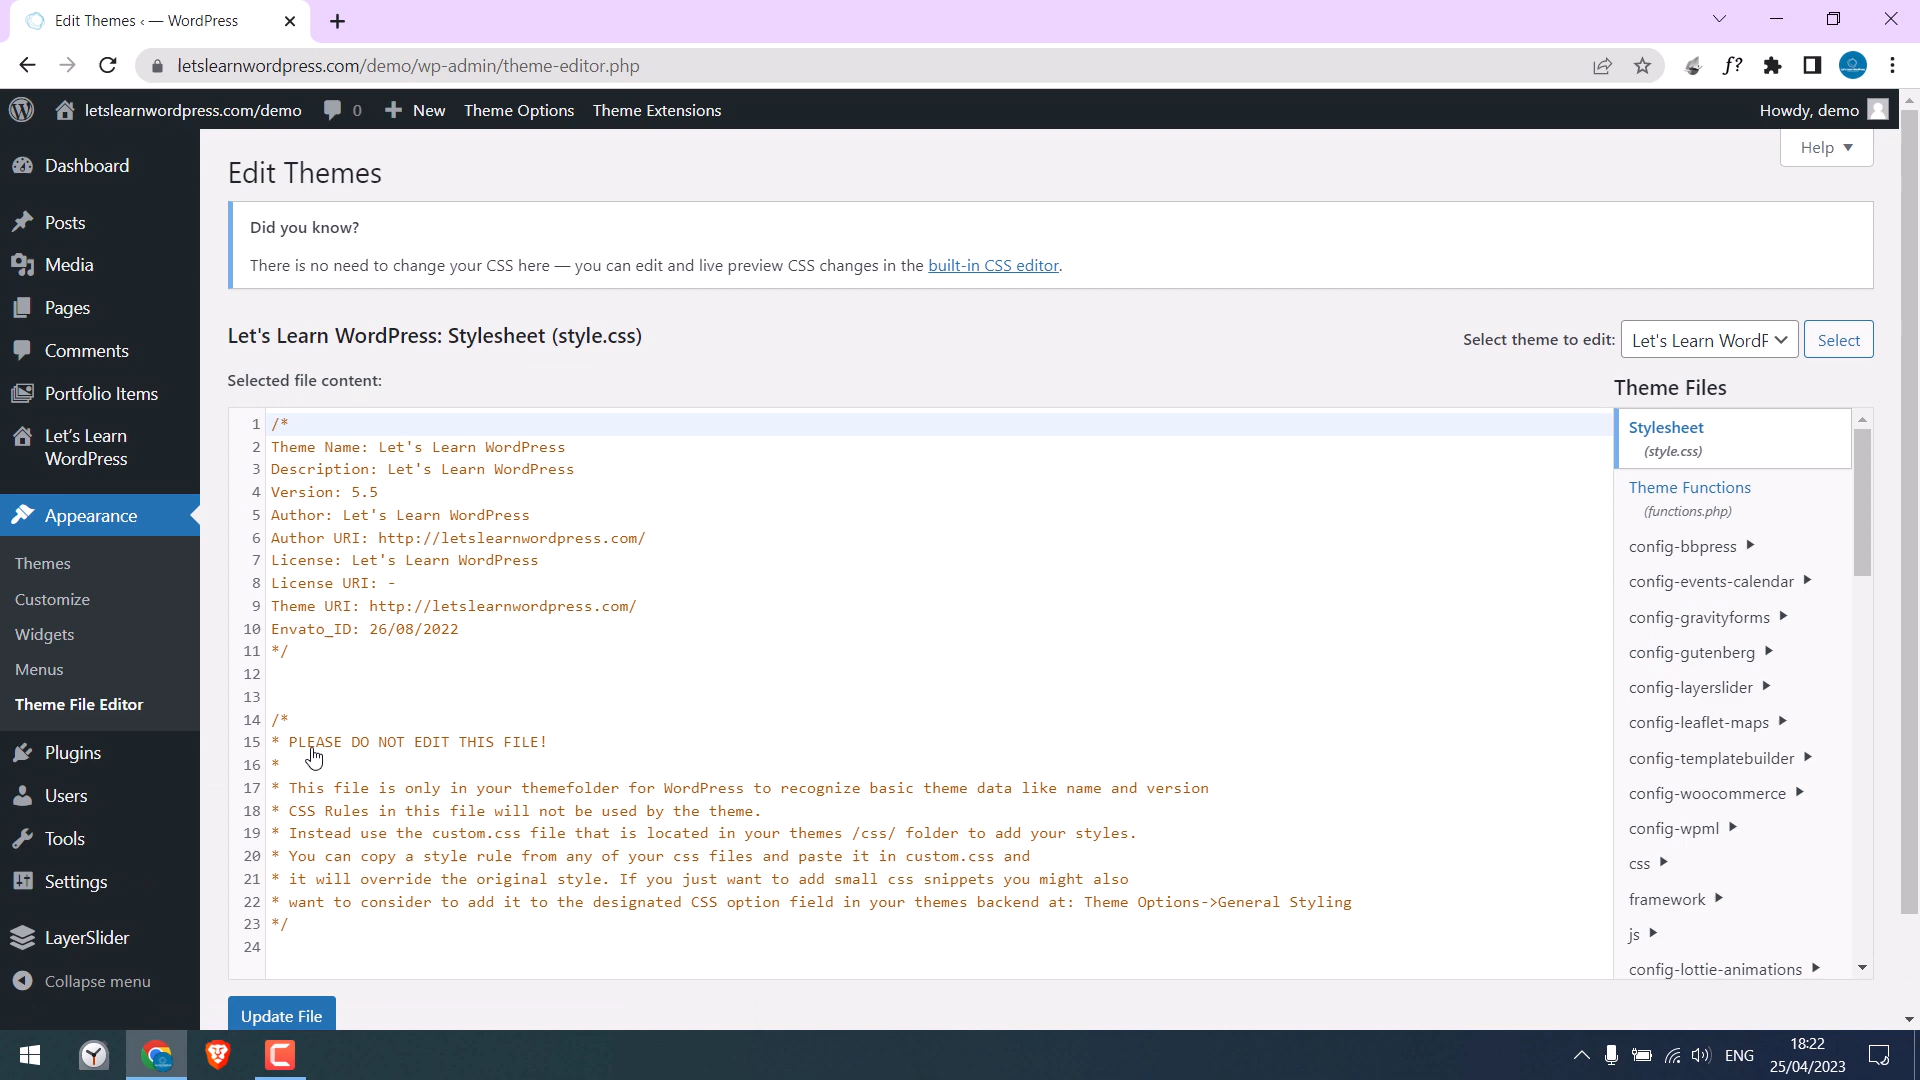 Edit Themes ‹ — WordPress
letslearnwordpress.com/demo/wp-admin/theme-editor.php
f?
letslearnwordpress.com/demo
0
New
Theme Options
Theme Extensions
Howdy, demo
Dashboard
Posts
Media
Pages
Comments
Portfolio Items
Let's Learn
WordPress
Appearance
Themes
Customize
Widgets
Menus
Theme File Editor
Plugins
Users
Tools
Settings
LayerSlider
Collapse menu
Help
Edit Themes
Did you know?
There is no need to change your CSS here — you can edit and live preview CSS changes in the built-in CSS editor.
Let's Learn WordPress: Stylesheet (style.css)
Select theme to edit: Let's Learn WordP Select
Selected file content:
1 /*
2 Theme Name: Let's Learn WordPress
3 Description: Let's Learn WordPress
4 Version: 5.5
5 Author: Let's Learn WordPress
6 Author URI: http://letslearnwordpress.com/
7 License: Let's Learn WordPress
8 License URI: -
9 Theme URI: http://letslearnwordpress.com/
10 Envato_ID: 26/08/2022
11 */
12
13
14 /*
15 * PLEASE DO NOT EDIT THIS FILE!
16 *
17 * This file is only in your themefolder for WordPress to recognize basic theme data like name and version
18 * CSS Rules in this file will not be used by the theme.
19 * Instead use the custom.css file that is located in your themes /css/ folder to add your styles.
20 * You can copy a style rule from any of your css files and paste it in custom.css and
21 * it will override the original style. If you just want to add small css snippets you might also
22 * want to consider to add it to the designated CSS option field in your themes backend at: Theme Options->General Styling
23 */
24
Theme Files
Stylesheet
(style.css)
Theme Functions
(functions.php)
config-bbpress
config-events-calendar
config-gravityforms
config-gutenberg
config-layerslider
config-leaflet-maps
config-templatebuilder
config-woocommerce
config-wpml
css
framework
js
config-lottie-animations
Update File
ENG
18:22
25/04/2023